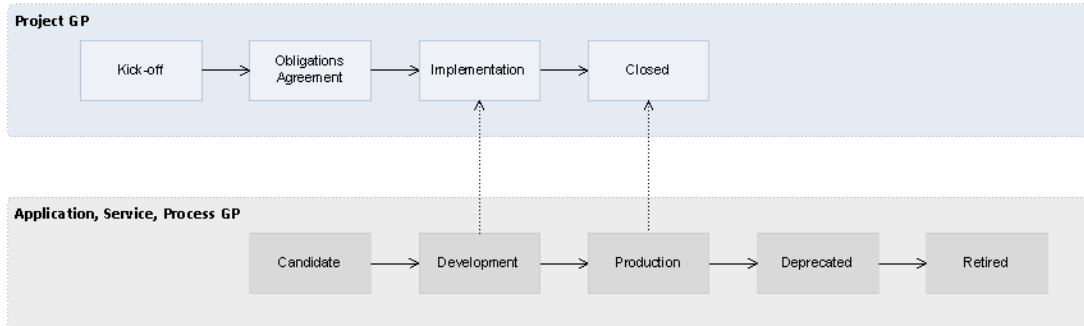 Project GP
Kick-off
Obligations
Agreement
Implementation
Closed
Application, Service, Process GP
Candidate
Development
Production
Deprecated
Retired